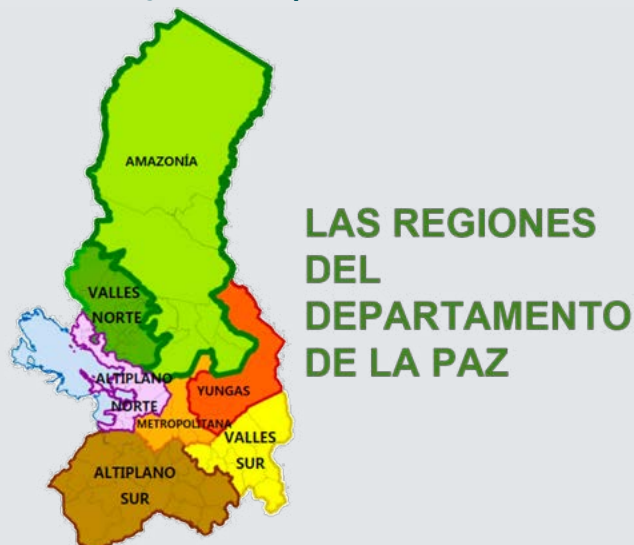 AMAZONÍA
VALLES
NORTE
ALTIPLANO
NORTE
YUNGAS
METROPOLITANA
VALLES
SUR
ALTIPLANO
SUR
LAS REGIONES
DEL
DEPARTAMENTO
DE LA PAZ